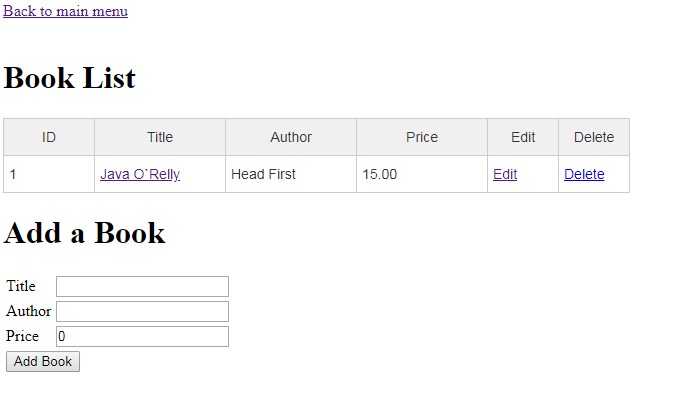 Back to main menu
Book List
ID Title Author Price Edit Delete
1 Java O`Relly Head First 15.00 Edit Delete
Add a Book
Title
Author
Price 0
Add Book